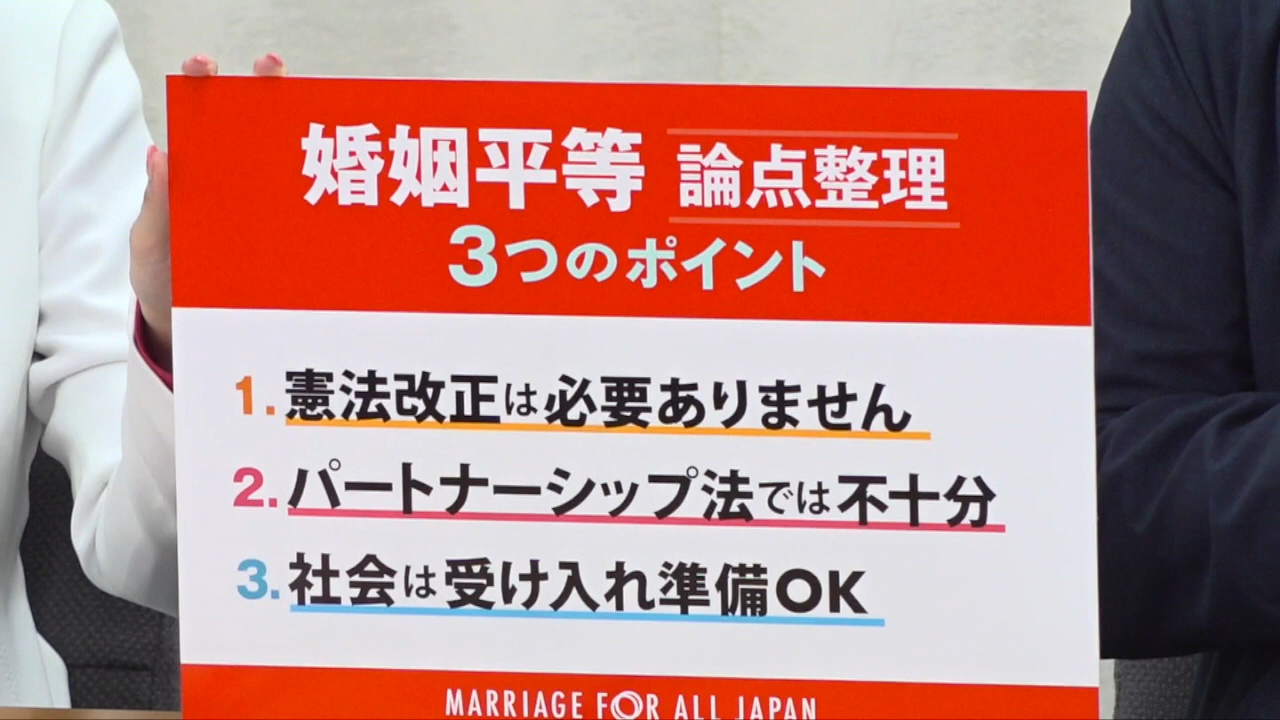 婚姻平等 論点整理
3つのポイント
1. 憲法改正は必要ありません
2. パートナーシップ法では不十分
3. 社会は受け入れ準備OK
MARRIAGE FOR ALL JAPAN